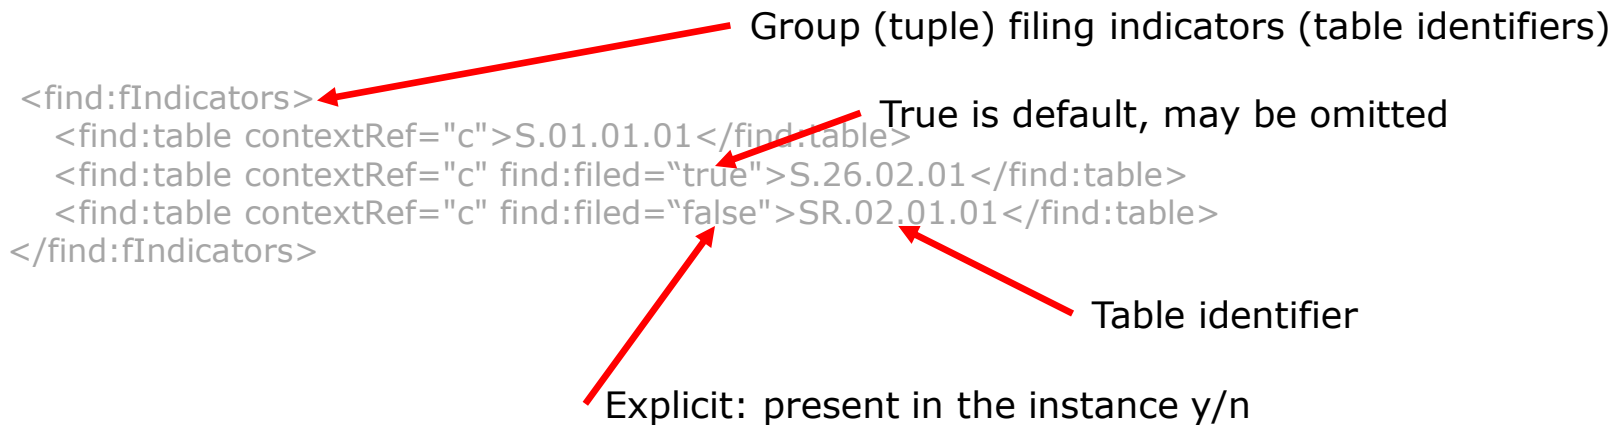 Group (tuple) filing indicators (table identifiers)
<find:fIndicators>
True is default, may be omitted
<find:table contextRef="c">S.01.01.01</find:table>
<find:table contextRef="c" find:filed=“true">S.26.02.01</find:table>
<find:table contextRef="c" find:filed=“false">SR.02.01.01</find:table>
</find:fIndicators>
Table identifier
Explicit: present in the instance y/n